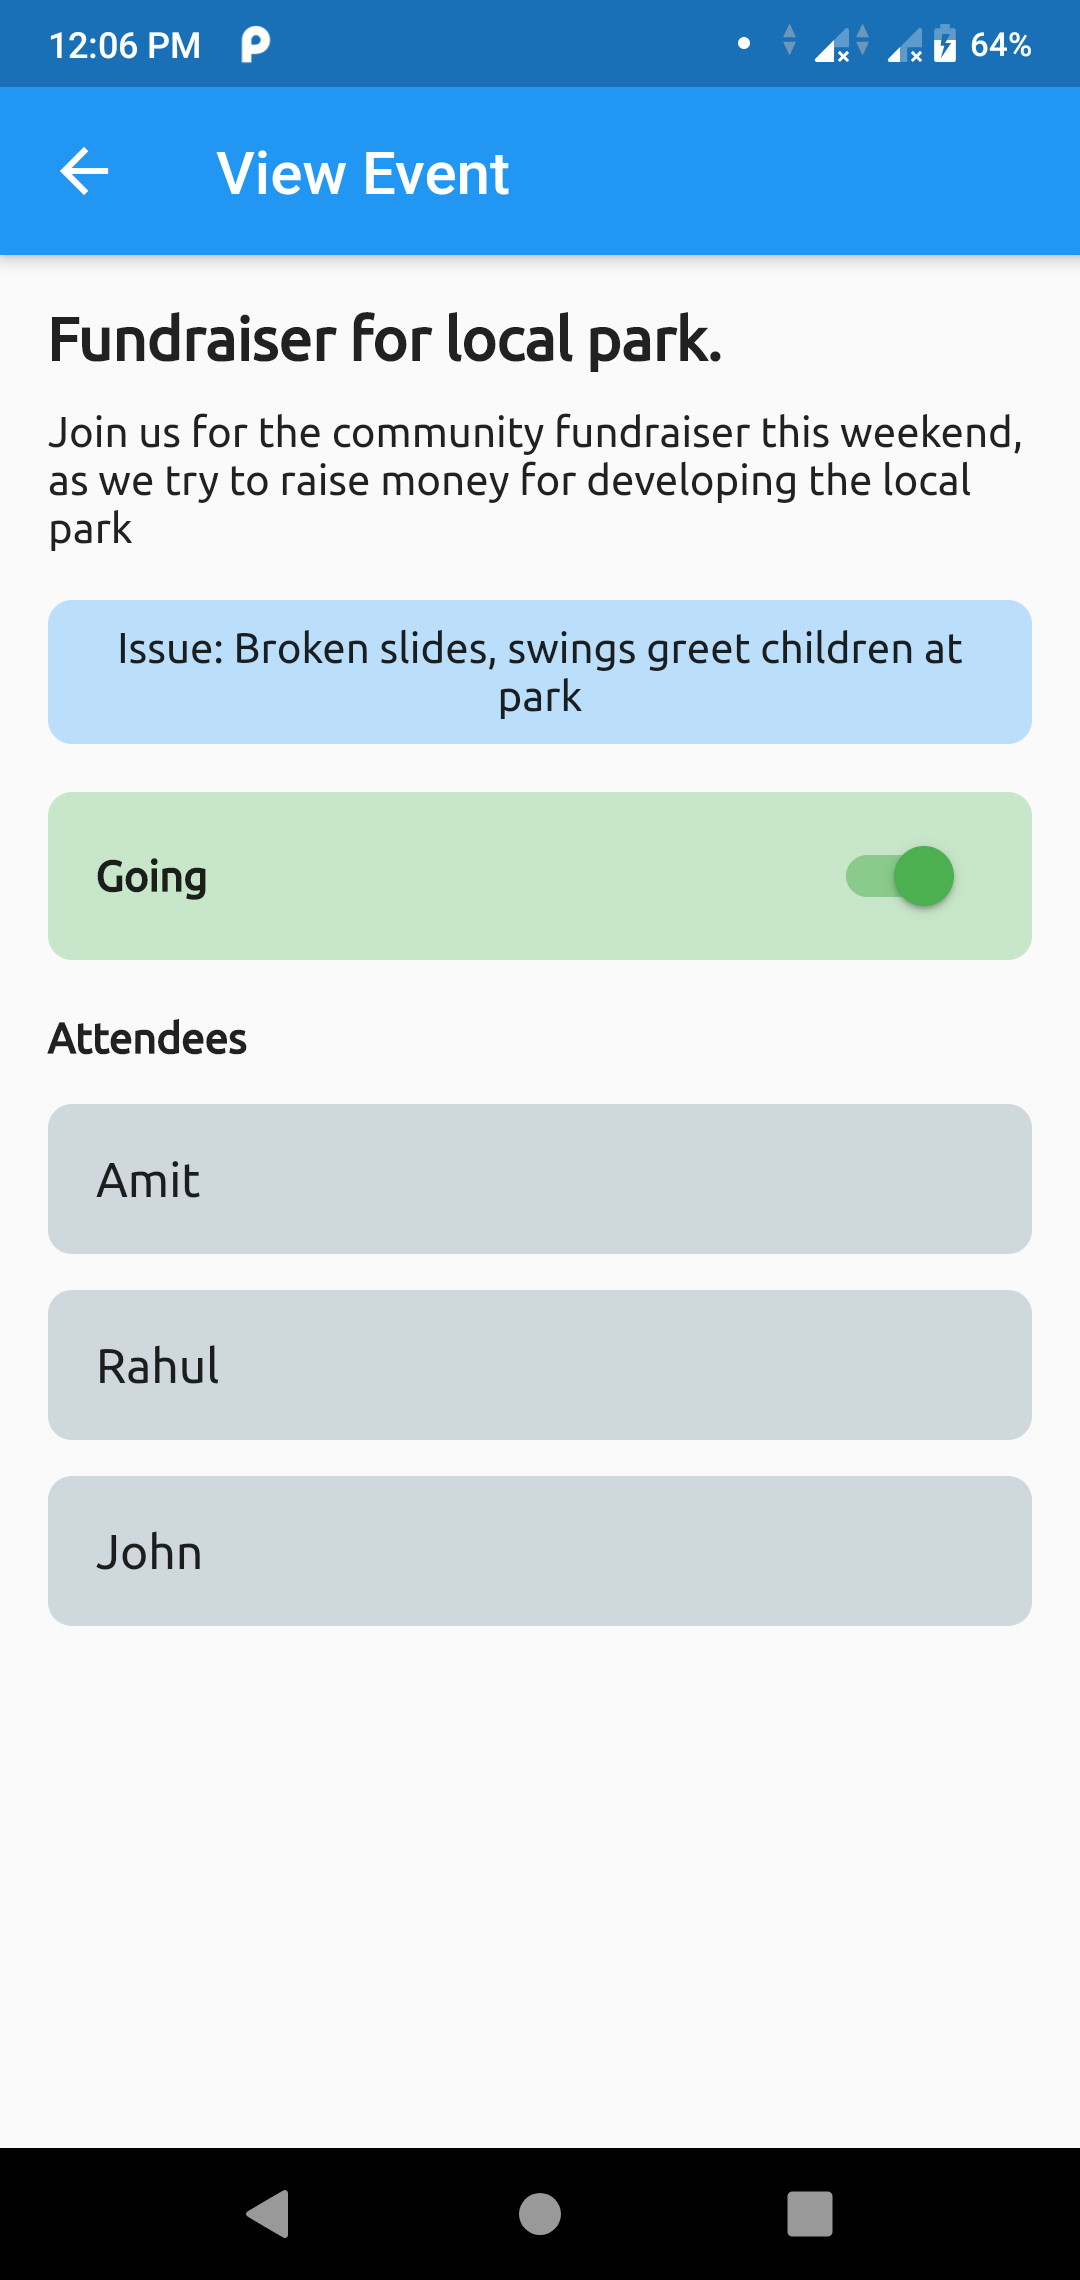 12:06 PM 64%
View Event
Fundraiser for local park.
Join us for the community fundraiser this weekend,
as we try to raise money for developing the local
park
Issue: Broken slides, swings greet children at
park
Going
Attendees
Amit
Rahul
John